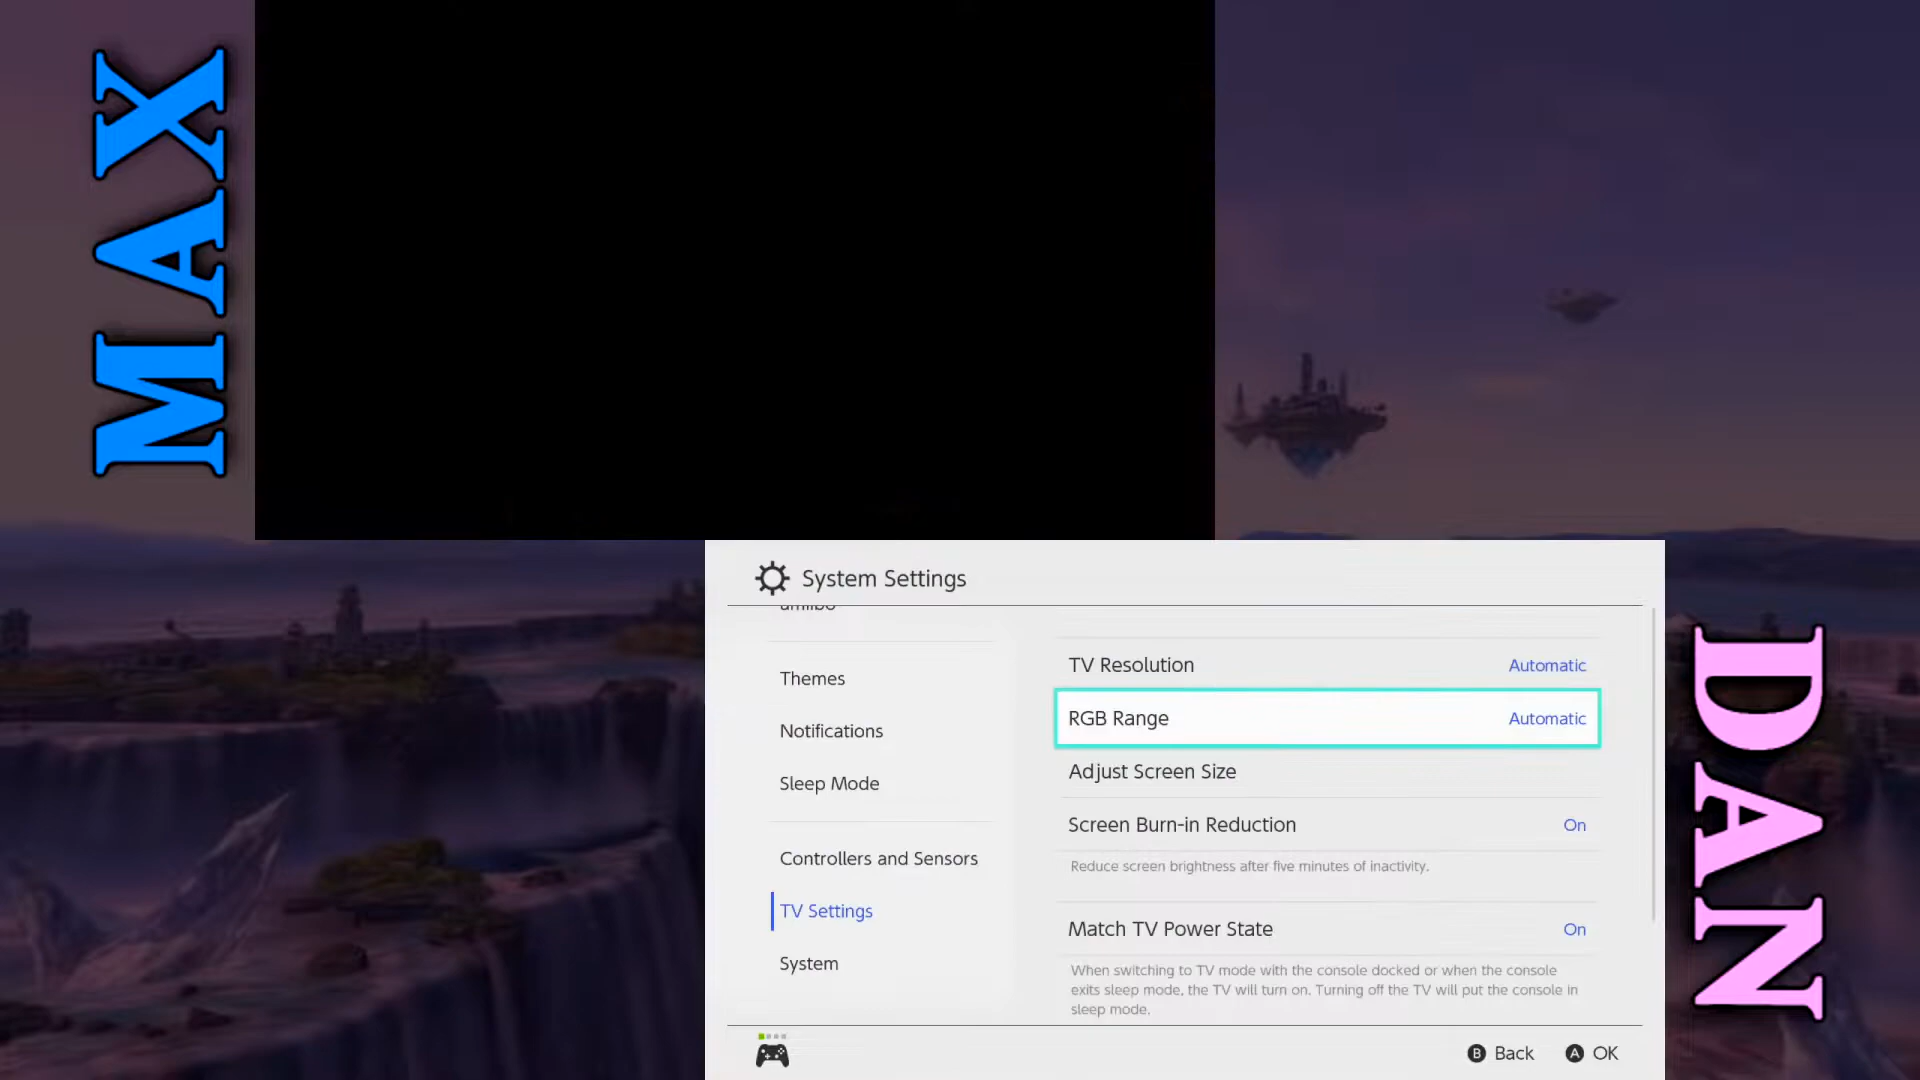 MAX
System Settings
amiibo
Themes
Notifications
Sleep Mode
Controllers and Sensors
TV Settings
System
TV Resolution Automatic
RGB Range Automatic
Adjust Screen Size
Screen Burn-in Reduction On
Reduce screen brightness after five minutes of inactivity.
Match TV Power State On
When switching to TV mode with the console docked or when the console
exits sleep mode, the TV will turn on. Turning off the TV will put the console in
sleep mode.
B Back A OK
DAN